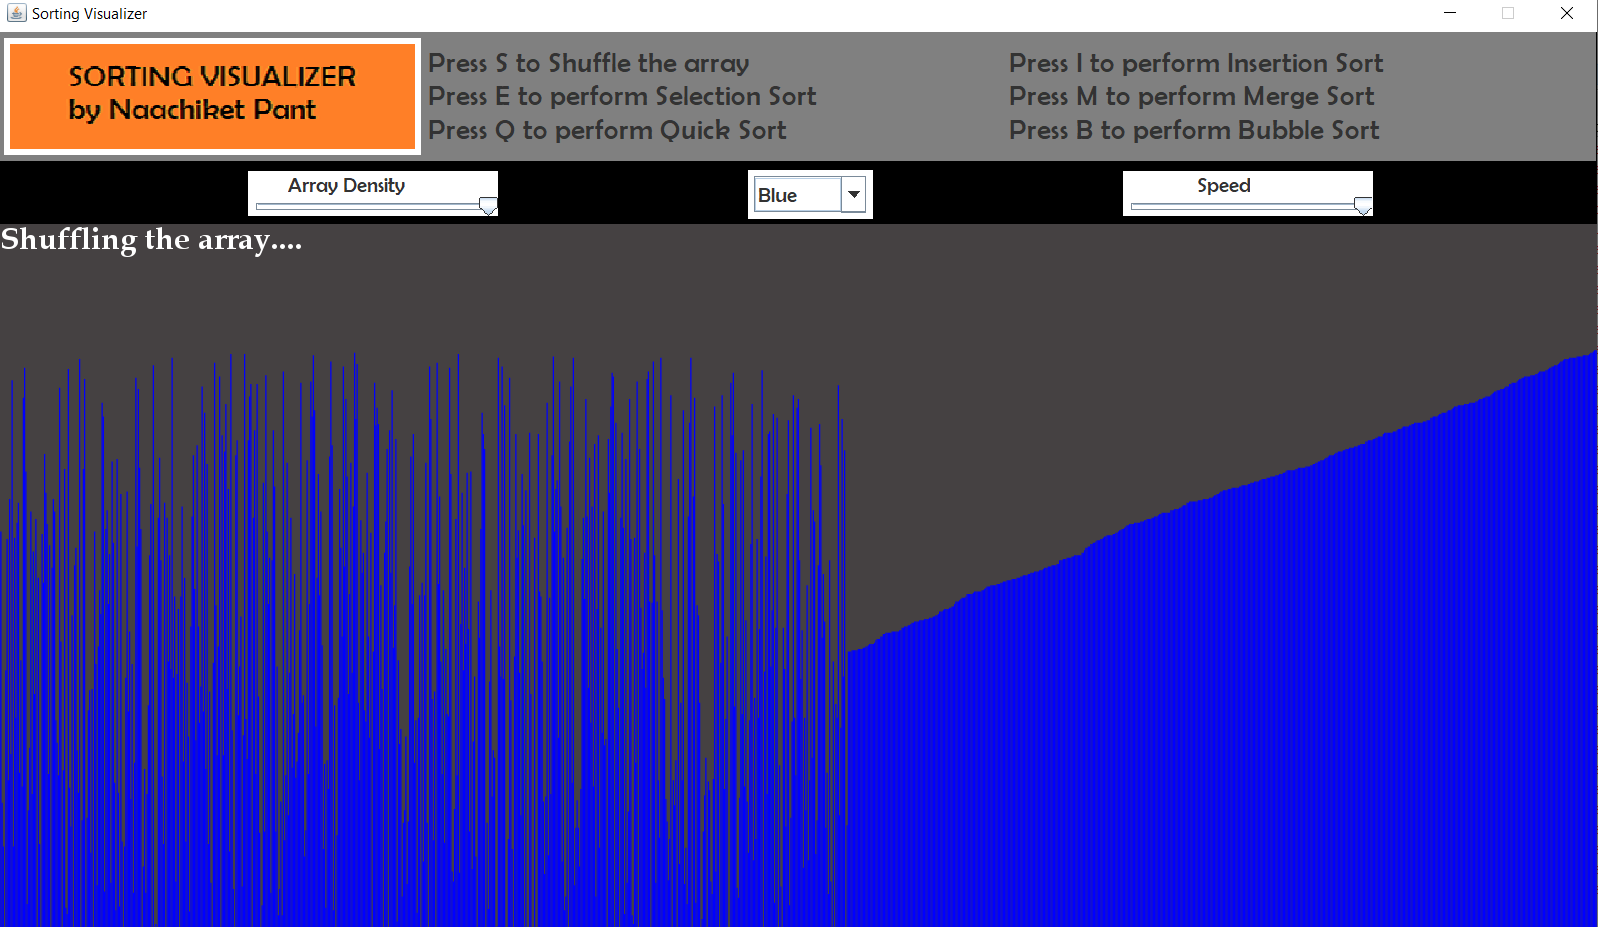 Sorting Visualizer
SORTING VISUALIZER
by Naachiket Pant
Press S to Shuffle the array
Press E to perform Selection Sort
Press Q to perform Quick Sort
Press I to perform Insertion Sort
Press M to perform Merge Sort
Press B to perform Bubble Sort
Array Density
Blue
Speed
Shuffling the array....